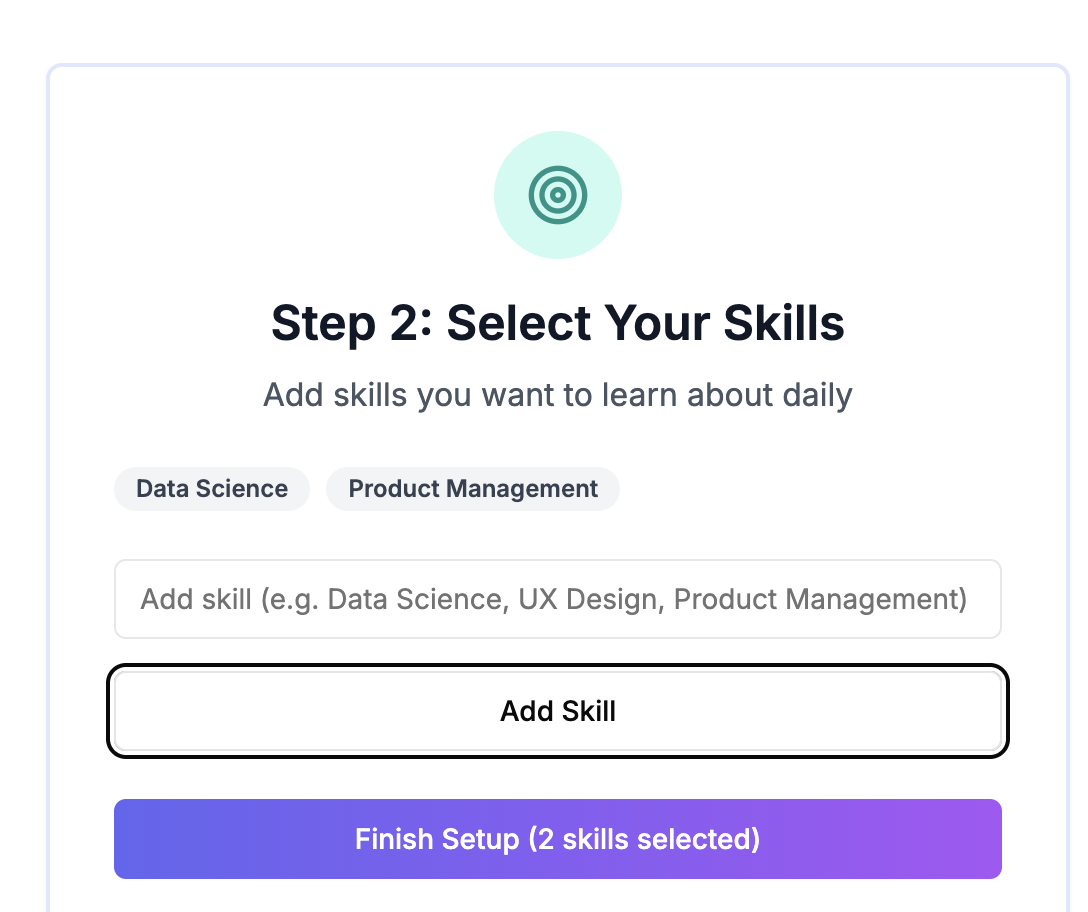 Step 2: Select Your Skills
Add skills you want to learn about daily
Data Science Product Management
Add skill (e.g. Data Science, UX Design, Product Management)
Add Skill
Finish Setup (2 skills selected)